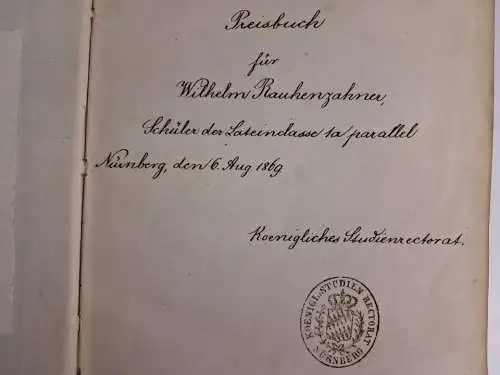 Preisbuch
für
Wilhelm Rauhenzahner,
Schüler der Lateinclasse 1a parallel
Nürnberg, den 6. Aug 1869
Koenigliches Studienrectorat.
KOENIGL. STUDIEN RECTORAT
NÜRNBERG